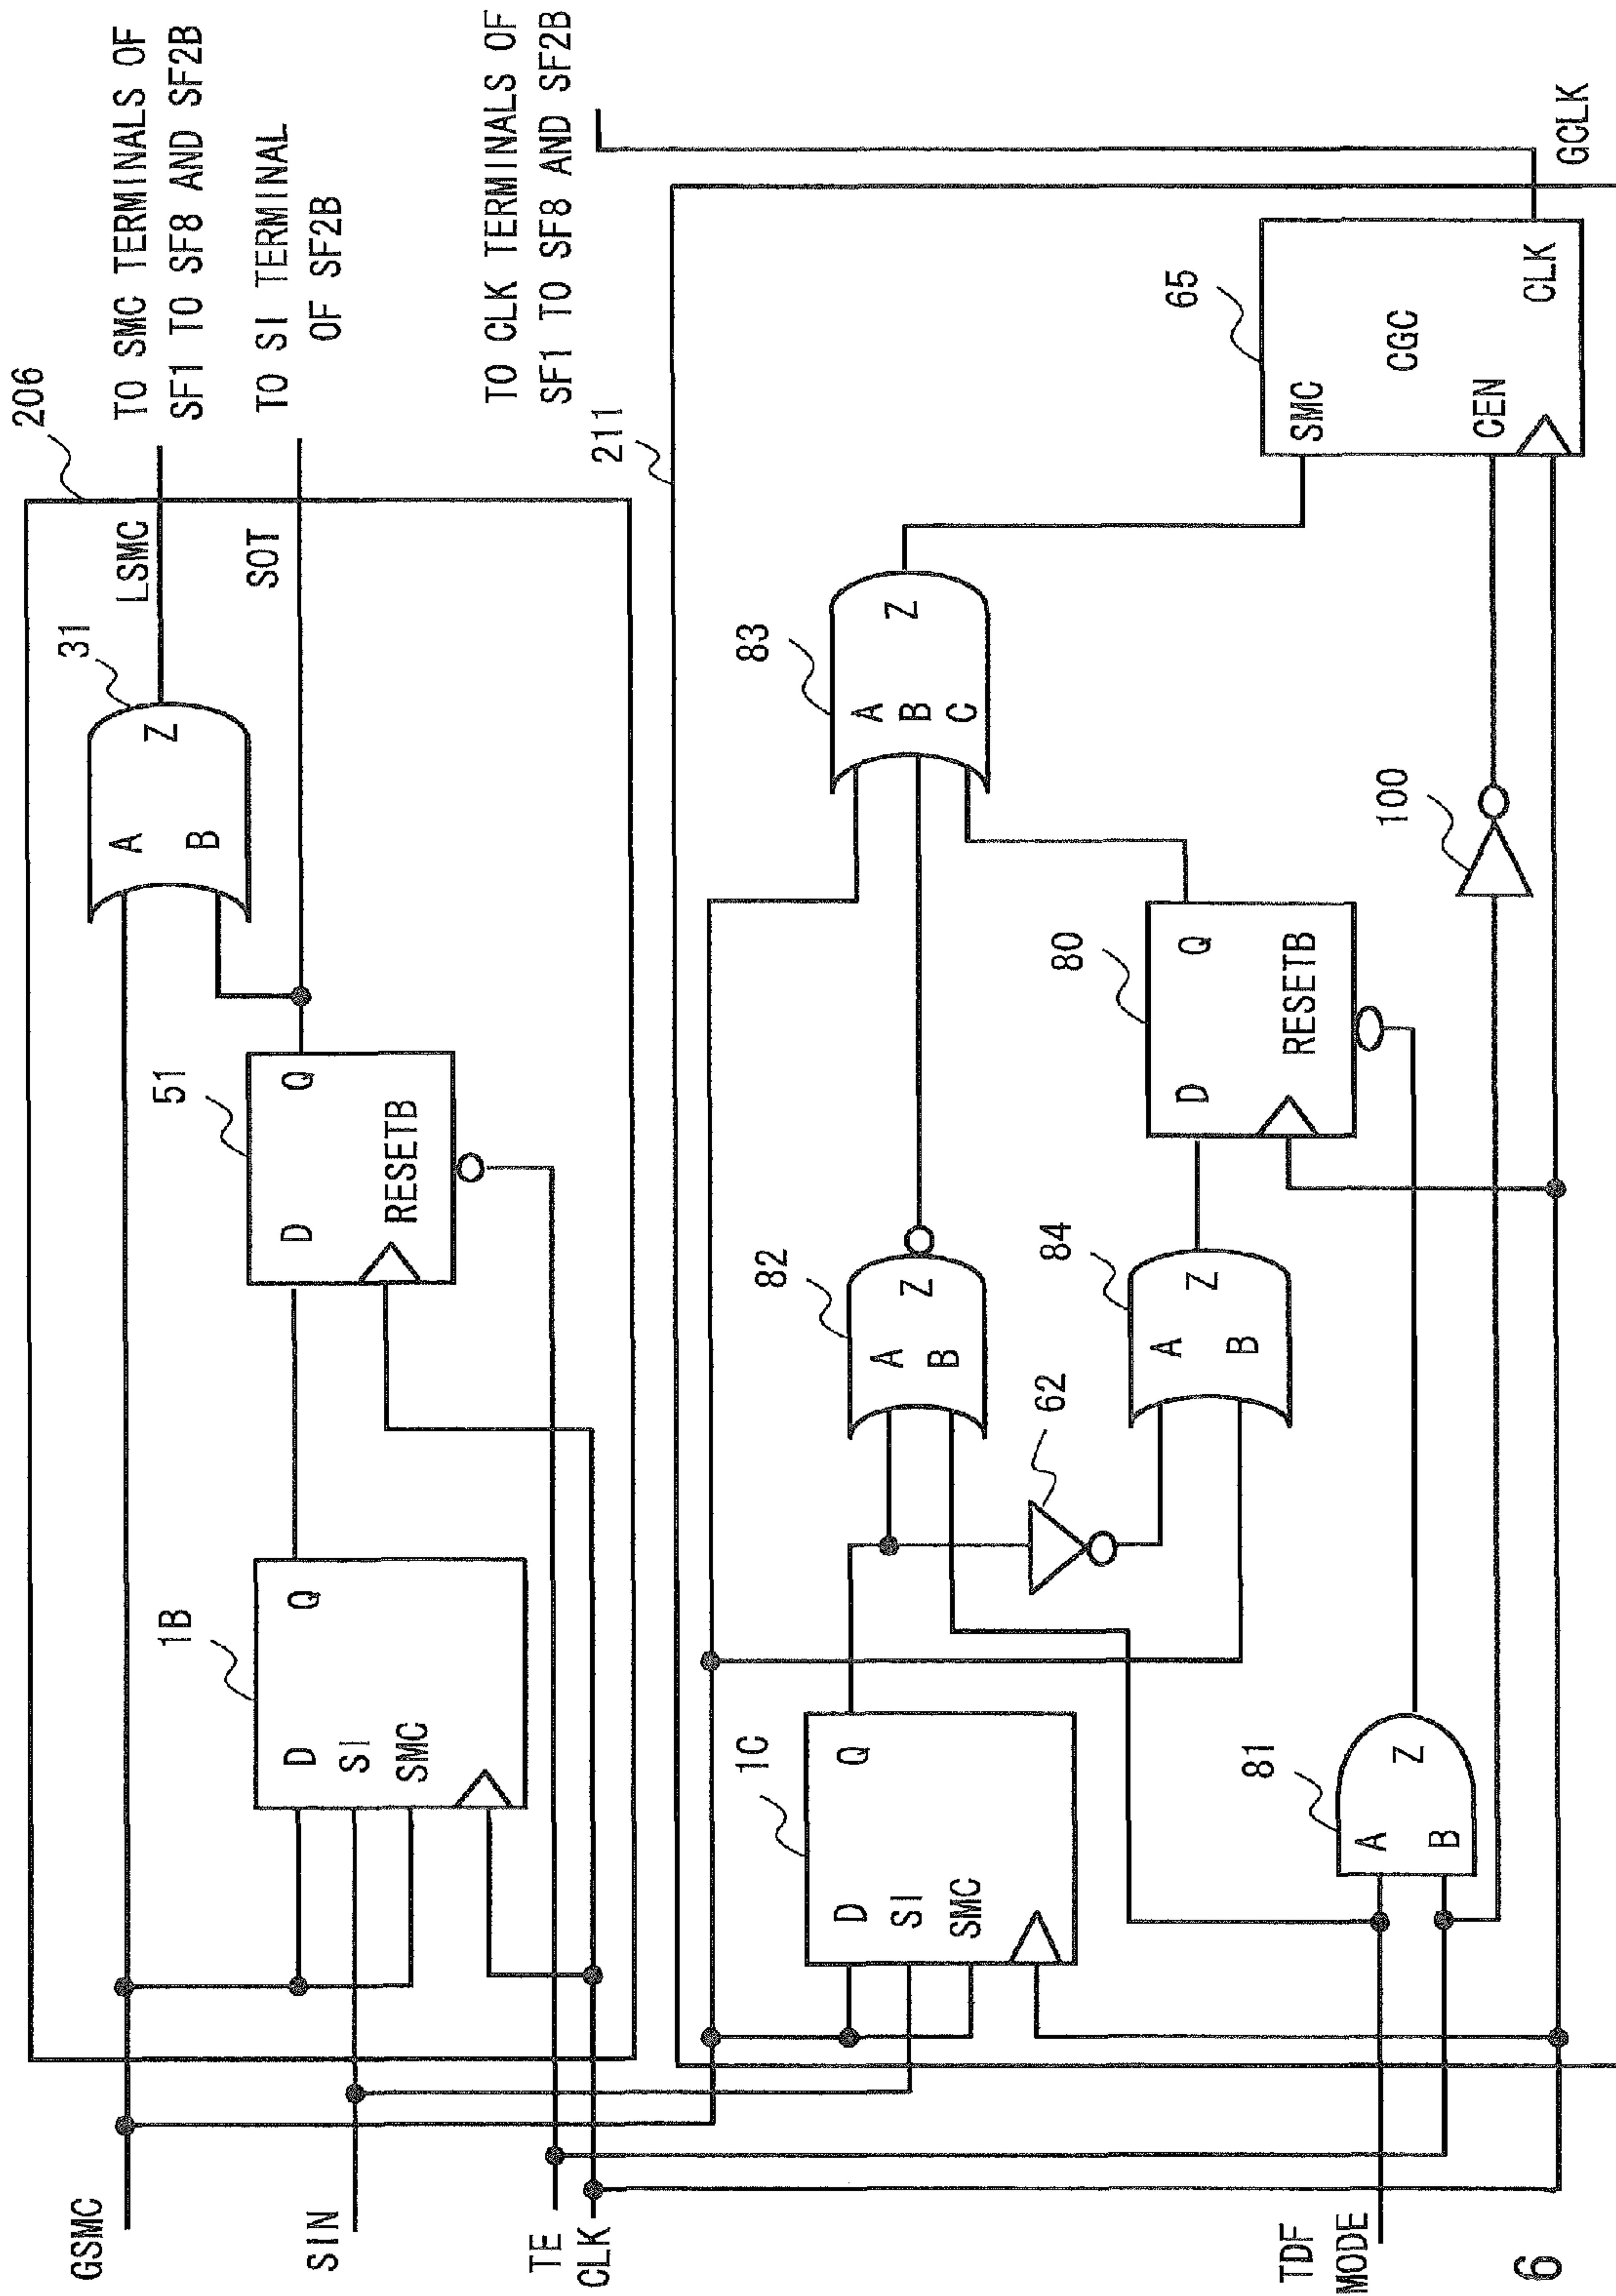 GSMC
SIN
TE
CLK
TDF
MODE
6
206
1B
D
SI
SMC
Q
51
D
Q
RESETB
31
A
B
Z
LSMC
SOT
TO SMC TERMINALS OF
SF1 TO SF8 AND SF2B
TO SI TERMINAL
OF SF2B
TO CLK TERMINALS OF
SF1 TO SF8 AND SF2B
211
1C
D
SI
SMC
Q
62
82
A
B
Z
84
A
B
Z
81
A
B
Z
80
D
Q
RESETB
83
A
B
C
Z
100
65
SMC
CGC
CEN
CLK
GCLK